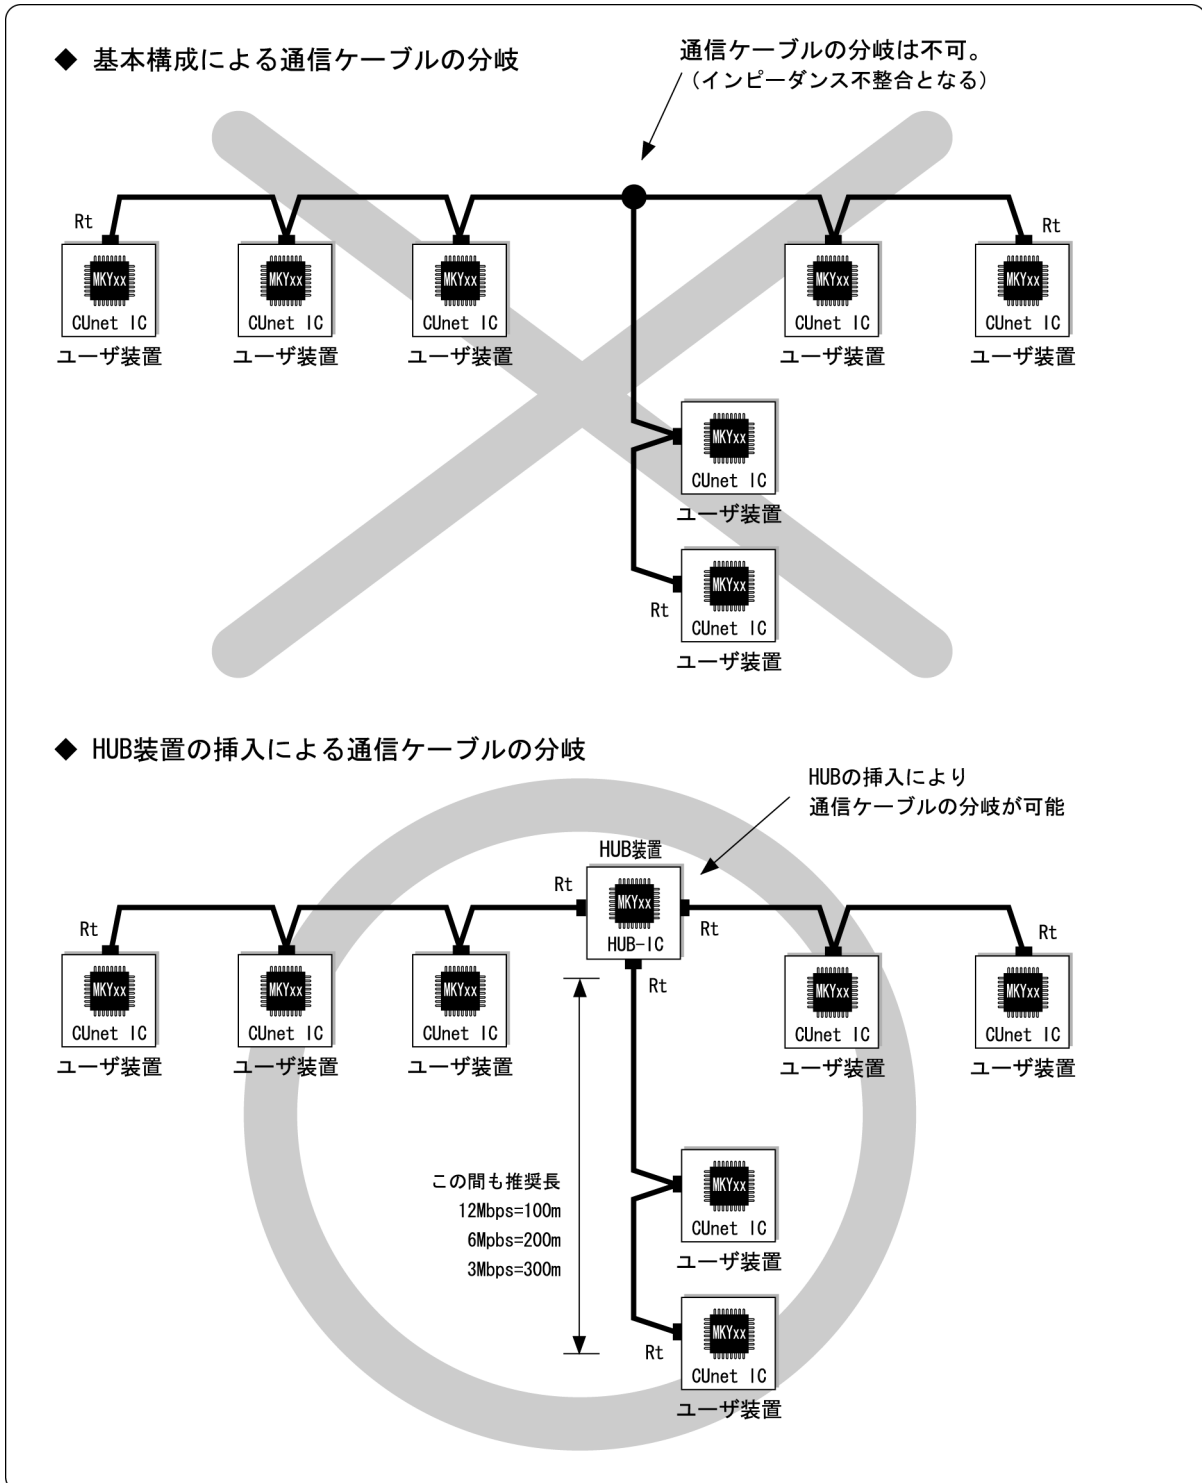 ◆ 基本構成による通信ケーブルの分岐
通信ケーブルの分岐は不可。
（インピーダンス不整合となる）
Rt
Rt
MKYxx
MKYxx
MKYxx
MKYxx
MKYxx
CUnet IC
CUnet IC
CUnet IC
CUnet IC
CUnet IC
ユーザ装置
ユーザ装置
ユーザ装置
ユーザ装置
ユーザ装置
MKYxx
CUnet IC
ユーザ装置
MKYxx
Rt
CUnet IC
ユーザ装置
◆ HUB装置の挿入による通信ケーブルの分岐
HUBの挿入により
通信ケーブルの分岐が可能
HUB装置
Rt
MKYxx
Rt
HUB-IC
Rt
Rt
Rt
MKYxx
MKYxx
MKYxx
MKYxx
MKYxx
CUnet IC
CUnet IC
CUnet IC
CUnet IC
CUnet IC
ユーザ装置
ユーザ装置
ユーザ装置
ユーザ装置
ユーザ装置
この間も推奨長
12Mbps=100m
6Mpbs=200m
3Mbps=300m
MKYxx
CUnet IC
ユーザ装置
MKYxx
Rt
CUnet IC
ユーザ装置